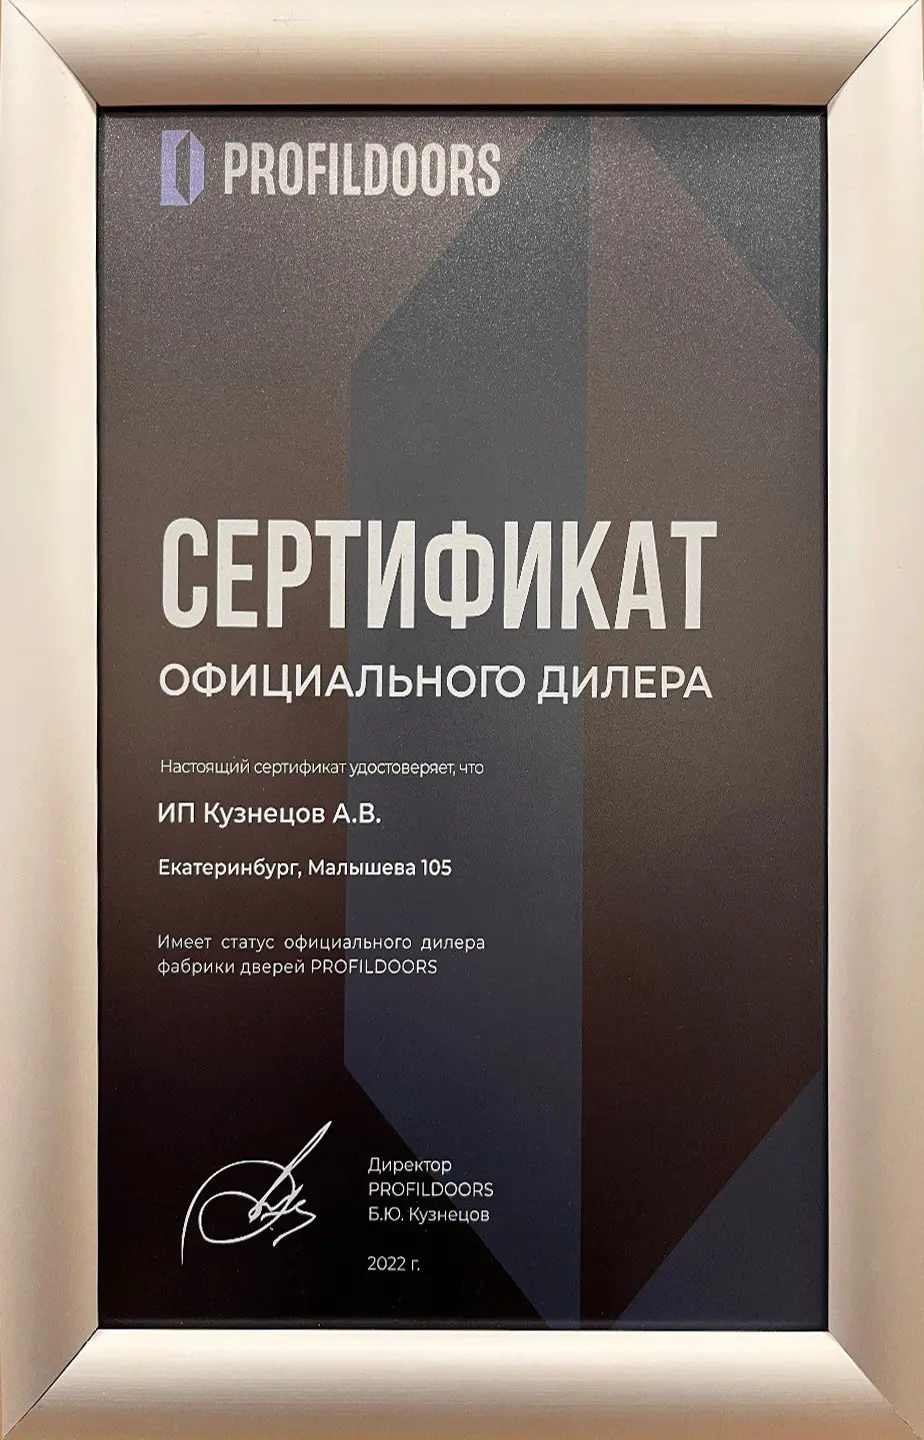 PROFILDOORS
СЕРТИФИКАТ
ОФИЦИАЛЬНОГО ДИЛЕРА
Настоящий сертификат удостоверяет, что
ИП Кузнецов А.В.
Екатеринбург, Малышева 105
Имеет статус официального дилера
фабрики дверей PROFILDOORS
Директор
PROFILDOORS
Б.Ю. Кузнецов
2022 г.